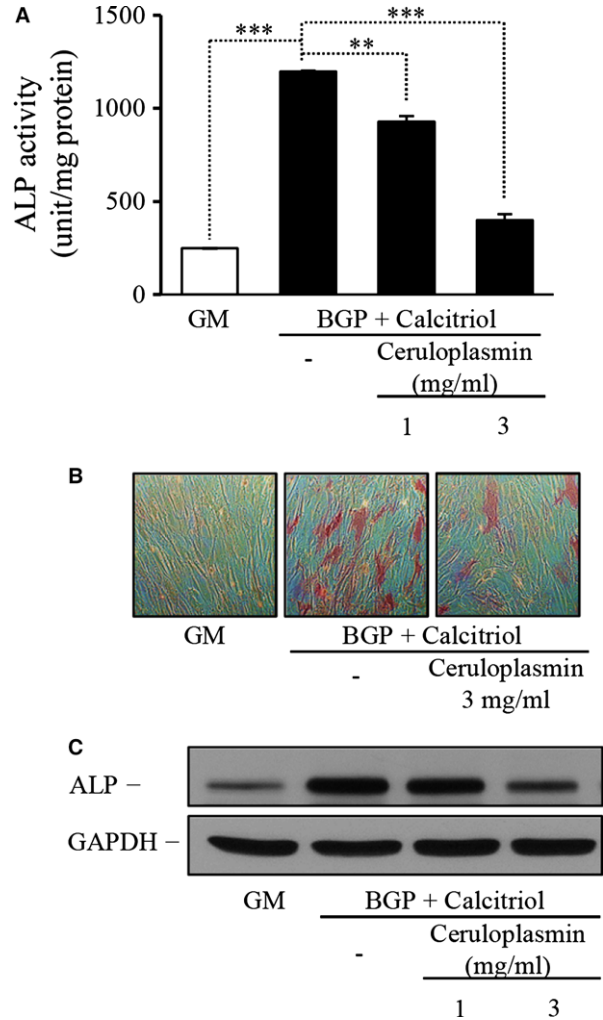 A
*** 
***
**
ALP activity
(unit/mg protein)
1500
1000
500
0
GM
BGP + Calcitriol
-
Ceruloplasmin
(mg/ml)
1 3
B
GM
BGP + Calcitriol
-
Ceruloplasmin
3 mg/ml
C
ALP –
GAPDH –
GM
BGP + Calcitriol
-
Ceruloplasmin
(mg/ml)
1 3